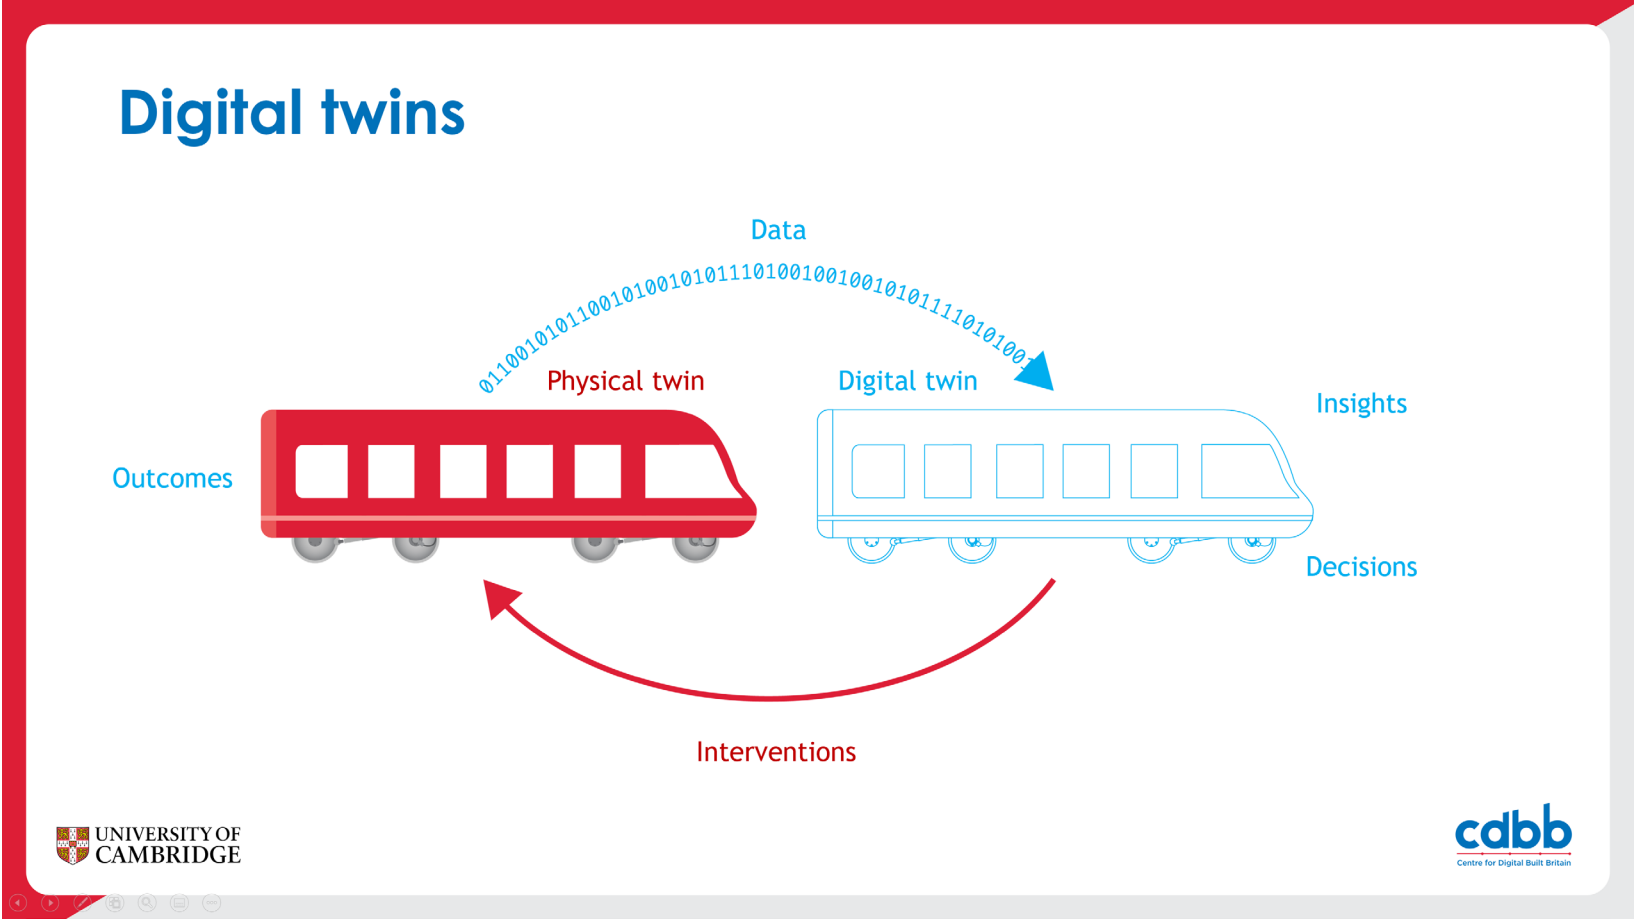 Digital twins
Data
01100101011001010010101110100100100101011110101001
Physical twin
Digital twin
Insights
Outcomes
Decisions
Interventions
UNIVERSITY OF
CAMBRIDGE
cdbb
Centre for Digital Built Britain